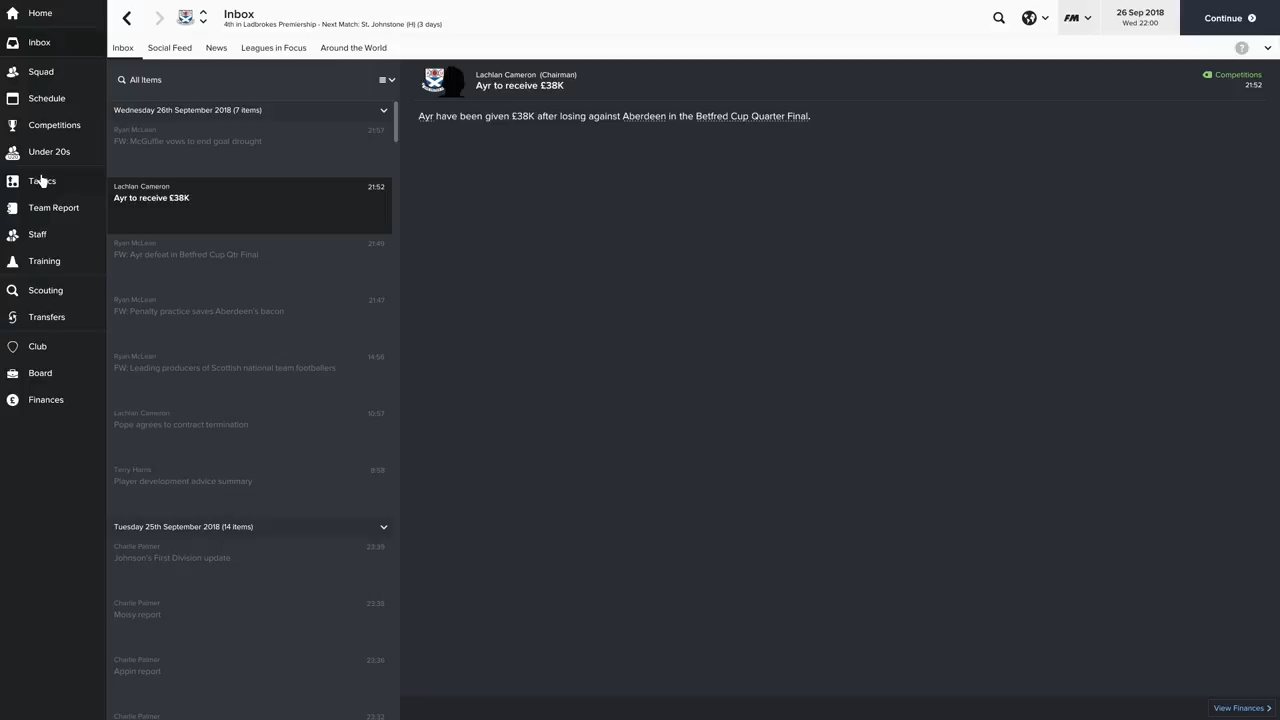 Home
Inbox
Squad
Schedule
Competitions
Under 20s
Tactics
Team Report
Staff
Training
Scouting
Transfers
Club
Board
Finances
Inbox
4th in Ladbrokes Premiership - Next Match: St. Johnstone (H) (3 days)
FM
26 Sep 2018
Wed 22:00
Continue
Inbox Social Feed News Leagues in Focus Around the World
?
All Items
Wednesday 26th September 2018 (7 items)
Ryan McLean 21:57
FW: McGuffie vows to end goal drought
Lachlan Cameron 21:52
Ayr to receive £38K
Ryan McLean 21:49
FW: Ayr defeat in Betfred Cup Qtr Final
Ryan McLean 21:47
FW: Penalty practice saves Aberdeen's bacon
Ryan McLean 14:56
FW: Leading producers of Scottish national team footballers
Lachlan Cameron 10:57
Pope agrees to contract termination
Terry Harris 8:58
Player development advice summary
Tuesday 25th September 2018 (14 items)
Charlie Palmer 23:39
Johnson's First Division update
Charlie Palmer 23:38
Moisy report
Charlie Palmer 23:36
Appin report
Charlie Palmer 23:32
Lachlan Cameron (Chairman)
Ayr to receive £38K
Competitions
21:52
Ayr have been given £38K after losing against Aberdeen in the Betfred Cup Quarter Final.
View Finances